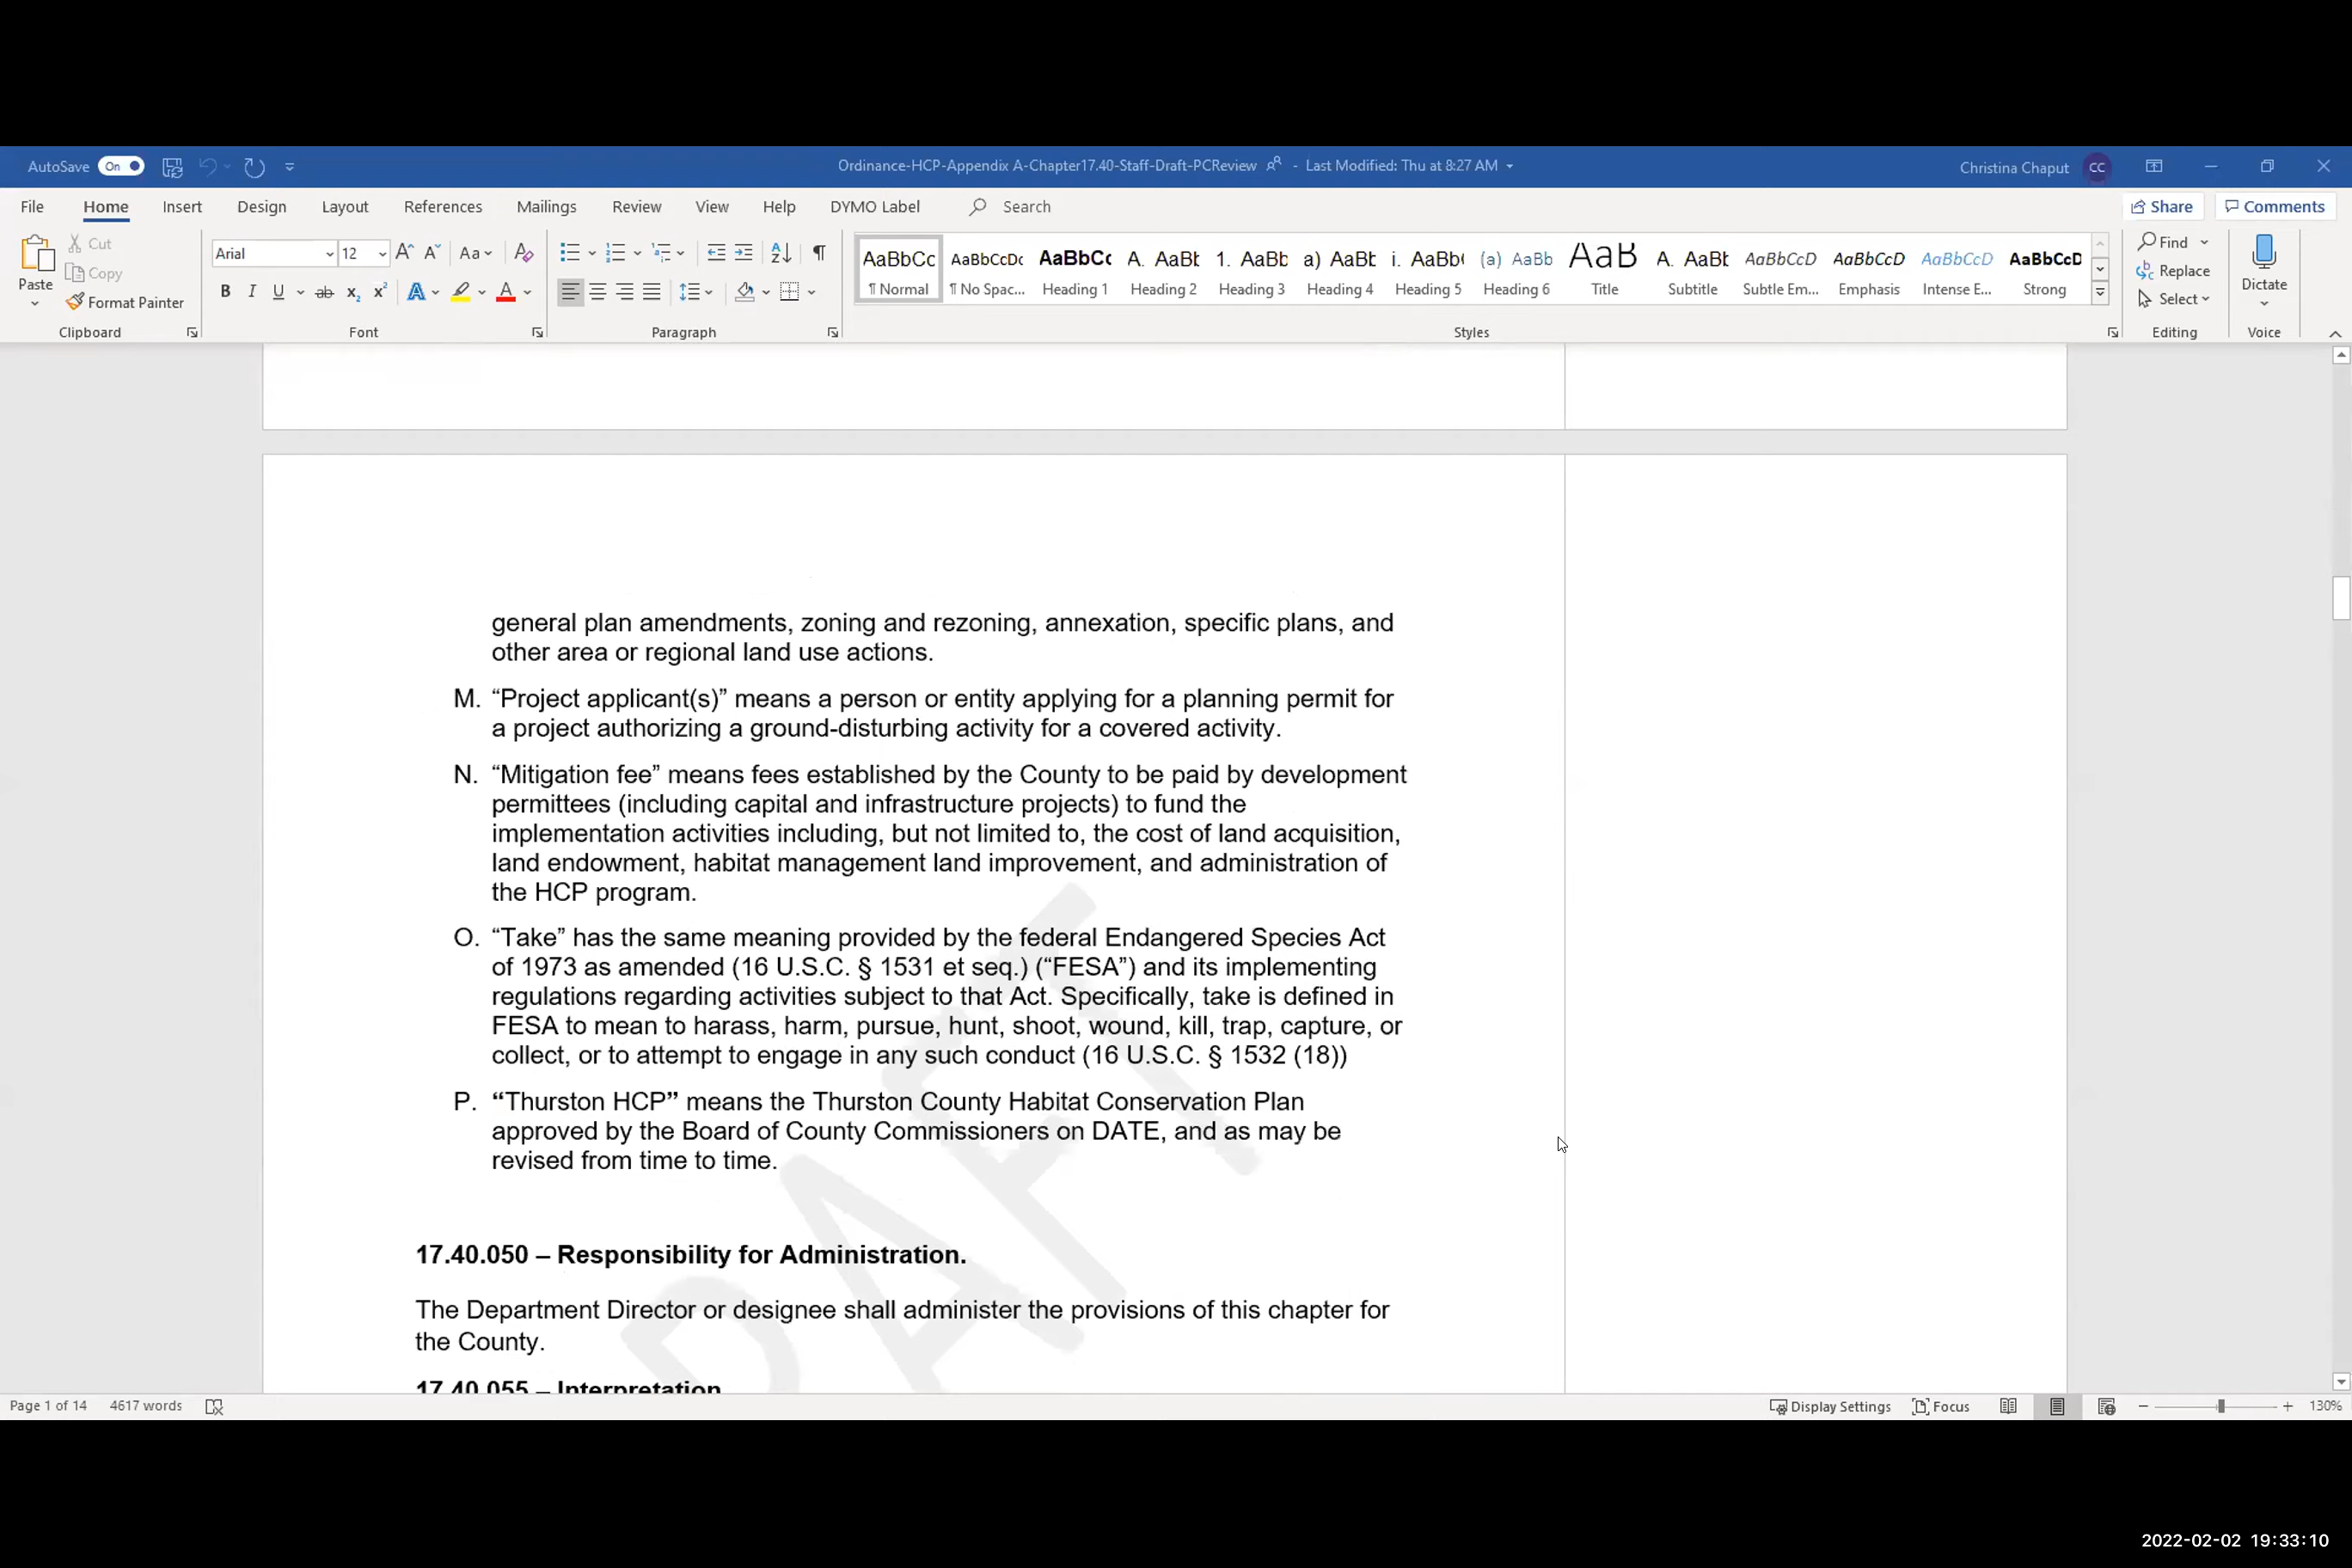 AutoSave On Ordinance-HCP-Appendix A-Chapter17.40-Staff-Draft-PCReview - Last Modified: Thu at 8:27 AM Christina Chaput CC
File Home Insert Design Layout References Mailings Review View Help DYMO Label Search Share Comments
Paste
Cut
Copy
Format Painter
Clipboard
Arial 12
Font
Paragraph
AaBbCc AaBbCcDc AaBbCc A. AaBb 1. AaBb a) AaBb i. AaBb (a) AaBb AaB A. AaBb AaBbCcD AaBbCcD AaBbCcD AaBbCcD
¶ Normal ¶ No Spac... Heading 1 Heading 2 Heading 3 Heading 4 Heading 5 Heading 6 Title Subtitle Subtle Em... Emphasis Intense E... Strong
Styles
Find
Replace
Select
Editing
Dictate
Voice
general plan amendments, zoning and rezoning, annexation, specific plans, and
other area or regional land use actions.
M. “Project applicant(s)” means a person or entity applying for a planning permit for
a project authorizing a ground-disturbing activity for a covered activity.
N. “Mitigation fee” means fees established by the County to be paid by development
permittees (including capital and infrastructure projects) to fund the
implementation activities including, but not limited to, the cost of land acquisition,
land endowment, habitat management land improvement, and administration of
the HCP program.
O. “Take” has the same meaning provided by the federal Endangered Species Act
of 1973 as amended (16 U.S.C. § 1531 et seq.) (“FESA”) and its implementing
regulations regarding activities subject to that Act. Specifically, take is defined in
FESA to mean to harass, harm, pursue, hunt, shoot, wound, kill, trap, capture, or
collect, or to attempt to engage in any such conduct (16 U.S.C. § 1532 (18))
P. “Thurston HCP” means the Thurston County Habitat Conservation Plan
approved by the Board of County Commissioners on DATE, and as may be
revised from time to time.
17.40.050 – Responsibility for Administration.
The Department Director or designee shall administer the provisions of this chapter for
the County.
17.40.055 – Interpretation
DRAFT
Page 1 of 14 4617 words Display Settings Focus 130%
2022-02-02 19:33:10